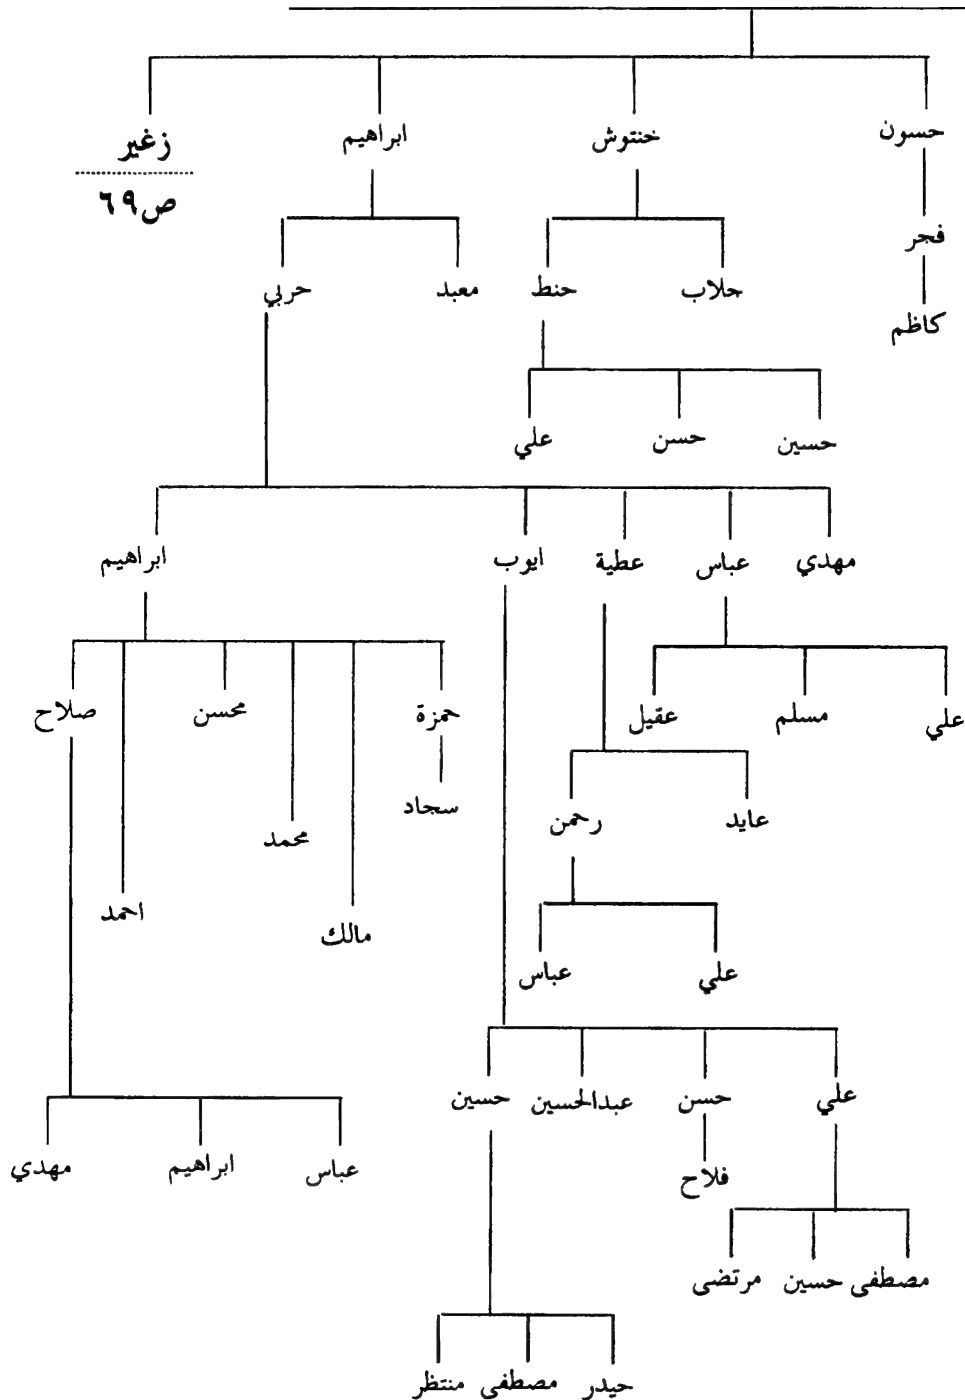 حسون خنتوش ابراهيم زغير
ص٦٩
فجر
حلاب حنط معبد حربي
كاظم
حسين حسن علي
مهدي عباس عطية ايوب ابراهيم
علي مسلم عقيل حمزة محسن صلاح
سجاد
عايد رحمن محمد
احمد
مالك
علي عباس
علي حسن عبدالحسين حسين
عباس ابراهيم مهدي
فلاح
مصطفى حسين مرتضى
حيدر مصطفى منتظر